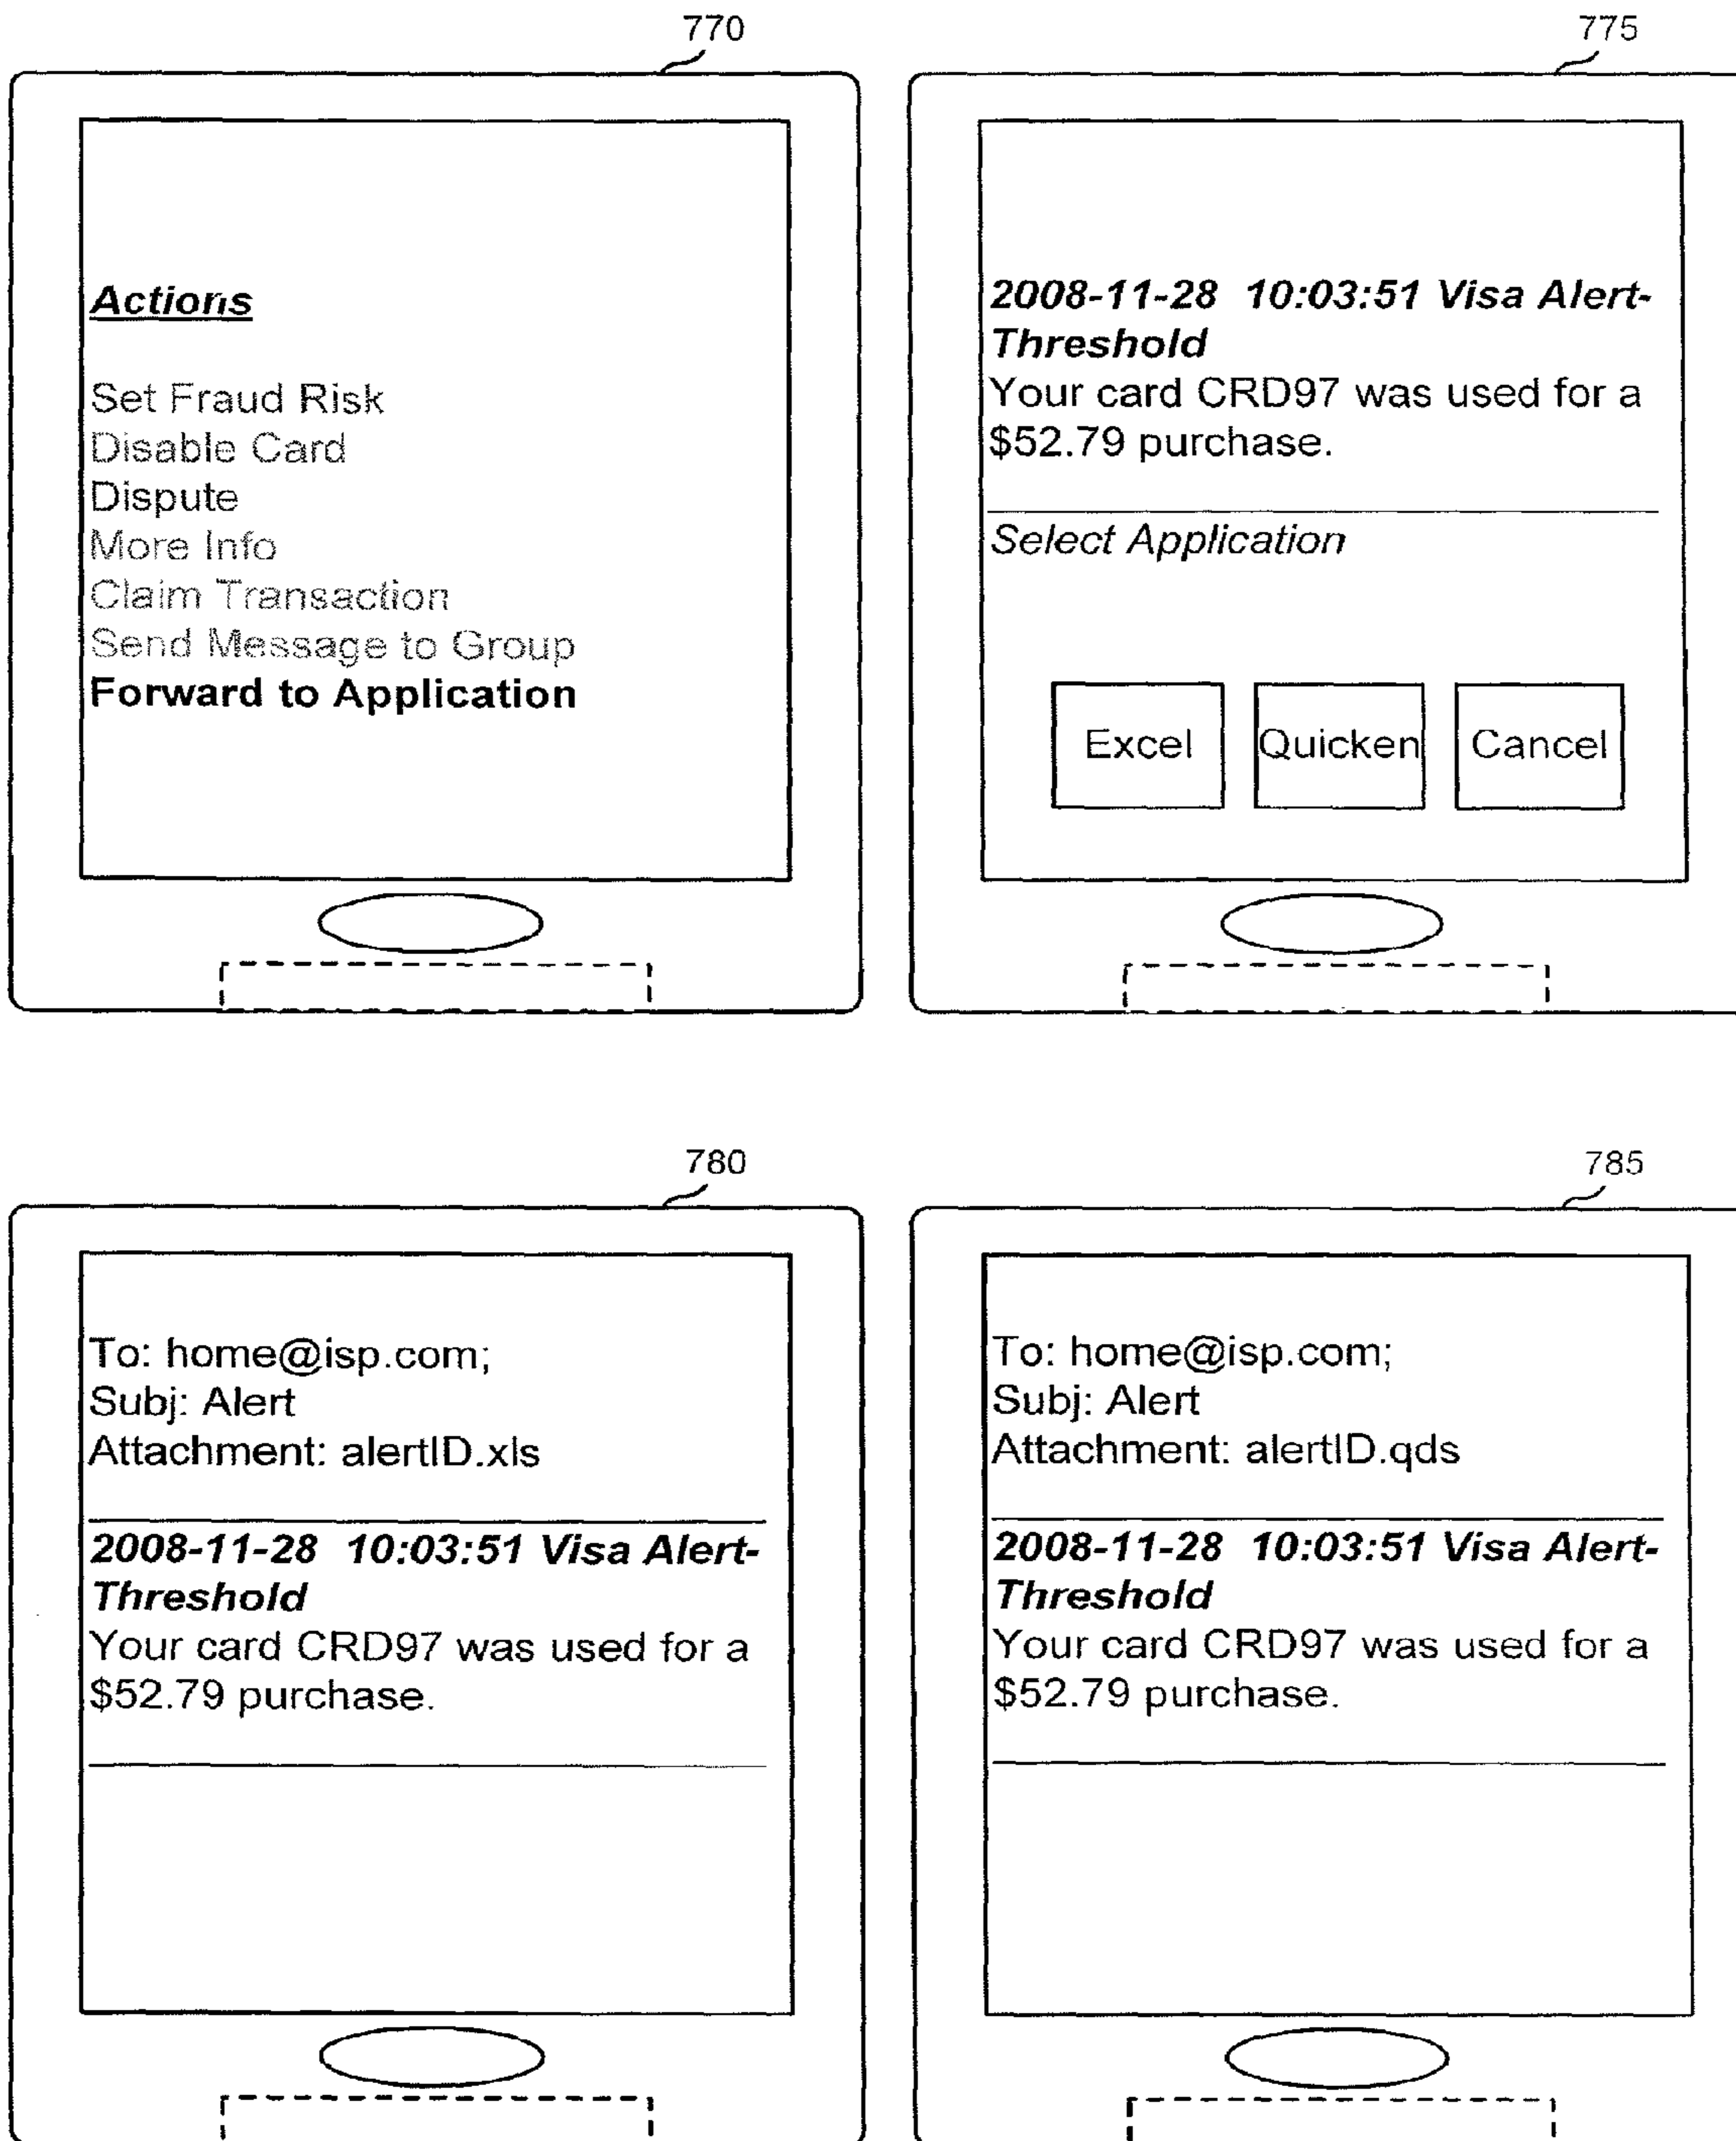 770
Actions
Set Fraud Risk
Disable Card
Dispute
More Info
Claim Transaction
Send Message to Group
Forward to Application
775
2008-11-28 10:03:51 Visa Alert-
Threshold
Your card CRD97 was used for a
$52.79 purchase.
Select Application
Excel Quicken Cancel
780
To: home@isp.com;
Subj: Alert
Attachment: alertID.xls
2008-11-28 10:03:51 Visa Alert-
Threshold
Your card CRD97 was used for a
$52.79 purchase.
785
To: home@isp.com;
Subj: Alert
Attachment: alertID.qds
2008-11-28 10:03:51 Visa Alert-
Threshold
Your card CRD97 was used for a
$52.79 purchase.